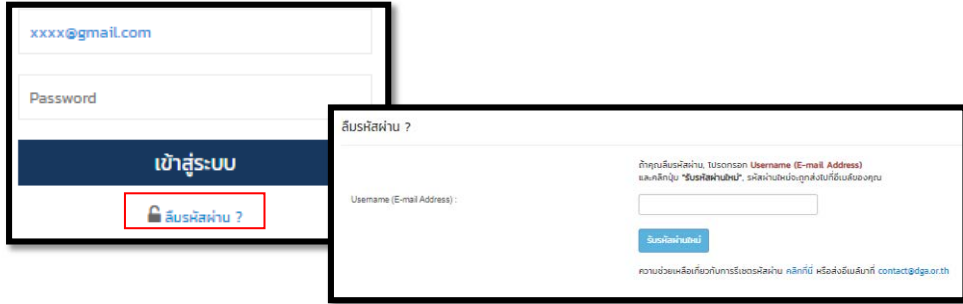 xxxx@gmail.com
Password
เข้าสู่ระบบ
ลืมรหัสผ่าน ?
ลืมรหัสผ่าน ?
ถ้าคุณลืมรหัสผ่าน, โปรดกรอก Username (E-mail Address)
และคลิกปุ่ม "รับรหัสผ่านใหม่", รหัสผ่านใหม่จะถูกส่งไปที่อีเมล์ของคุณ
Username (E-mail Address) :
รับรหัสผ่านใหม่
ความช่วยเหลือเกี่ยวกับการรีเซตรหัสผ่าน คลิกที่นี่ หรือส่งอีเมล์มาที่ contact@dga.or.th